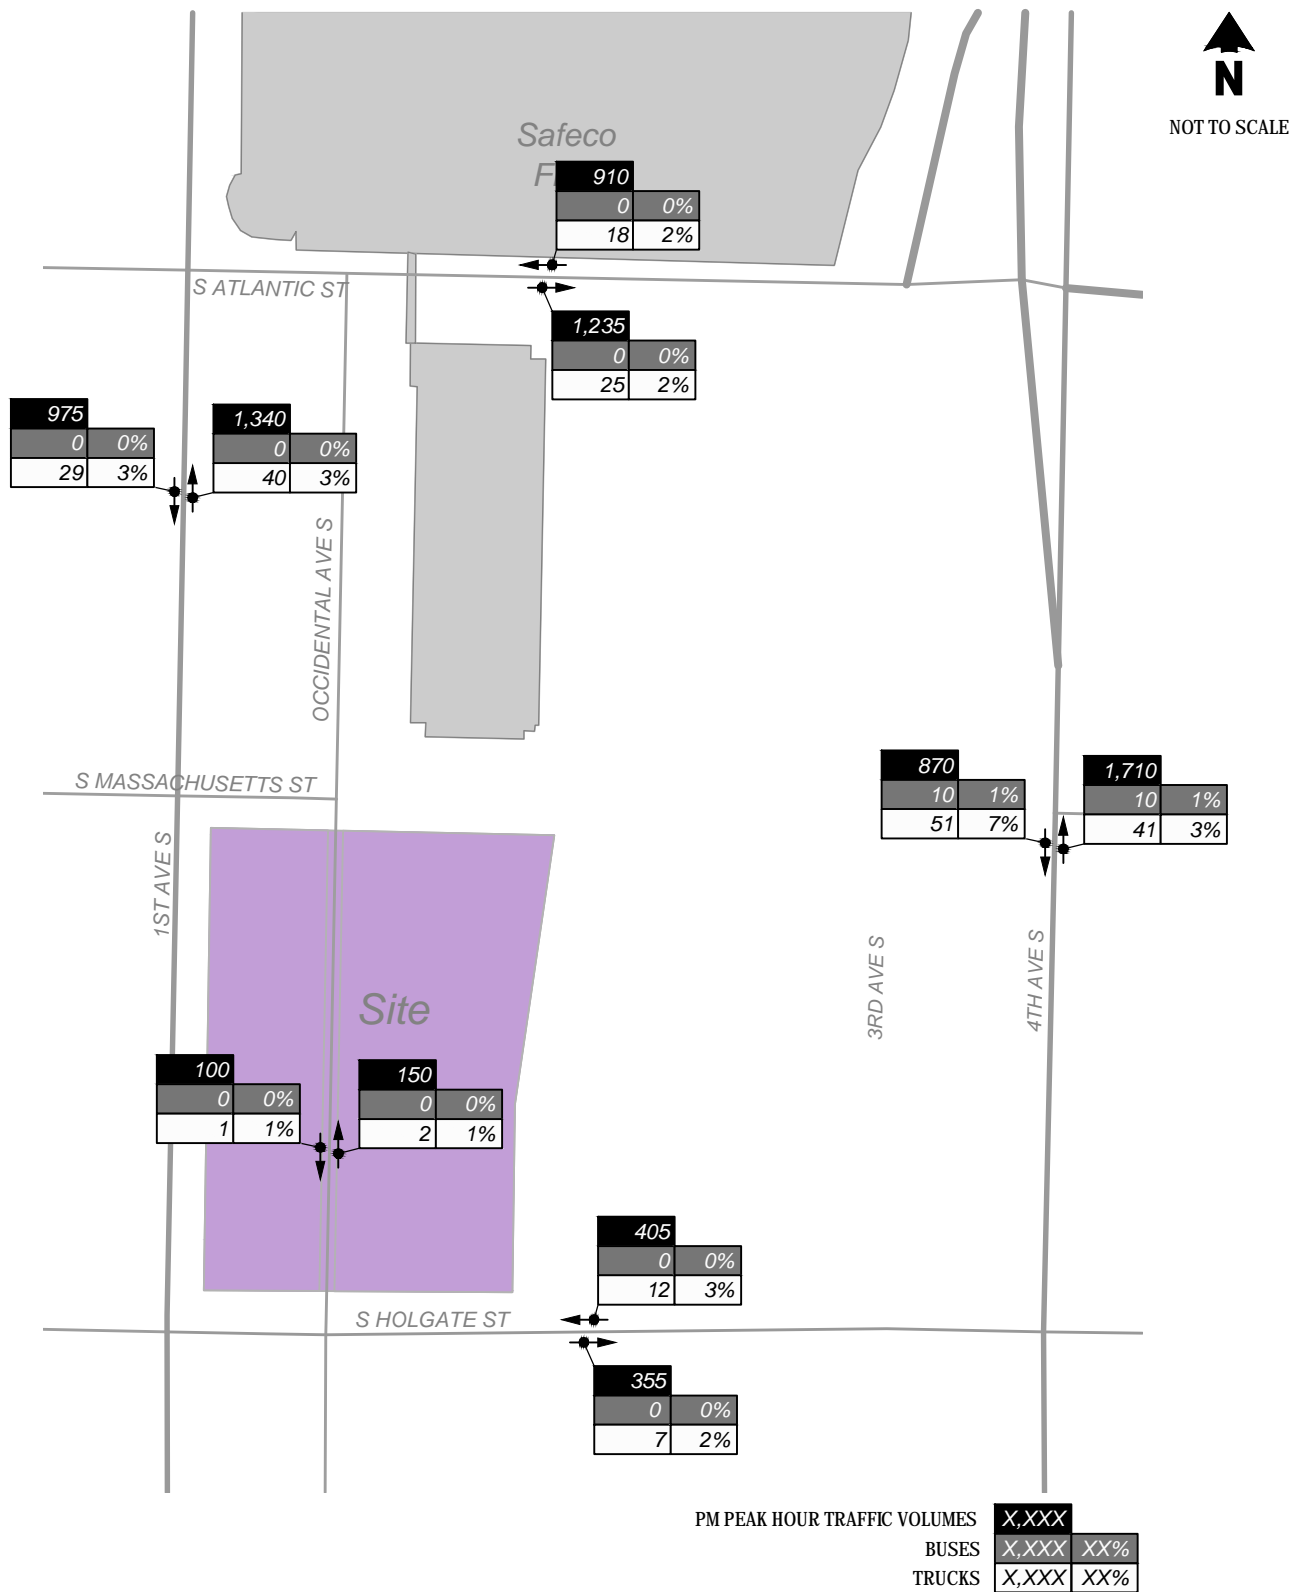 N
NOT TO SCALE
Safeco
F
910
0 0%
18 2%
S ATLANTIC ST
1,235
0 0%
25 2%
975
0 0%
29 3%
1,340
0 0%
40 3%
OCCIDENTAL AVE S
S MASSACHUSETTS ST
870
10 1%
51 7%
1,710
10 1%
41 3%
1ST AVE S
3RD AVE S
4TH AVE S
Site
100
0 0%
1 1%
150
0 0%
2 1%
405
0 0%
12 3%
S HOLGATE ST
355
0 0%
7 2%
PM PEAK HOUR TRAFFIC VOLUMES X,XXX
BUSES X,XXX XX%
TRUCKS X,XXX XX%